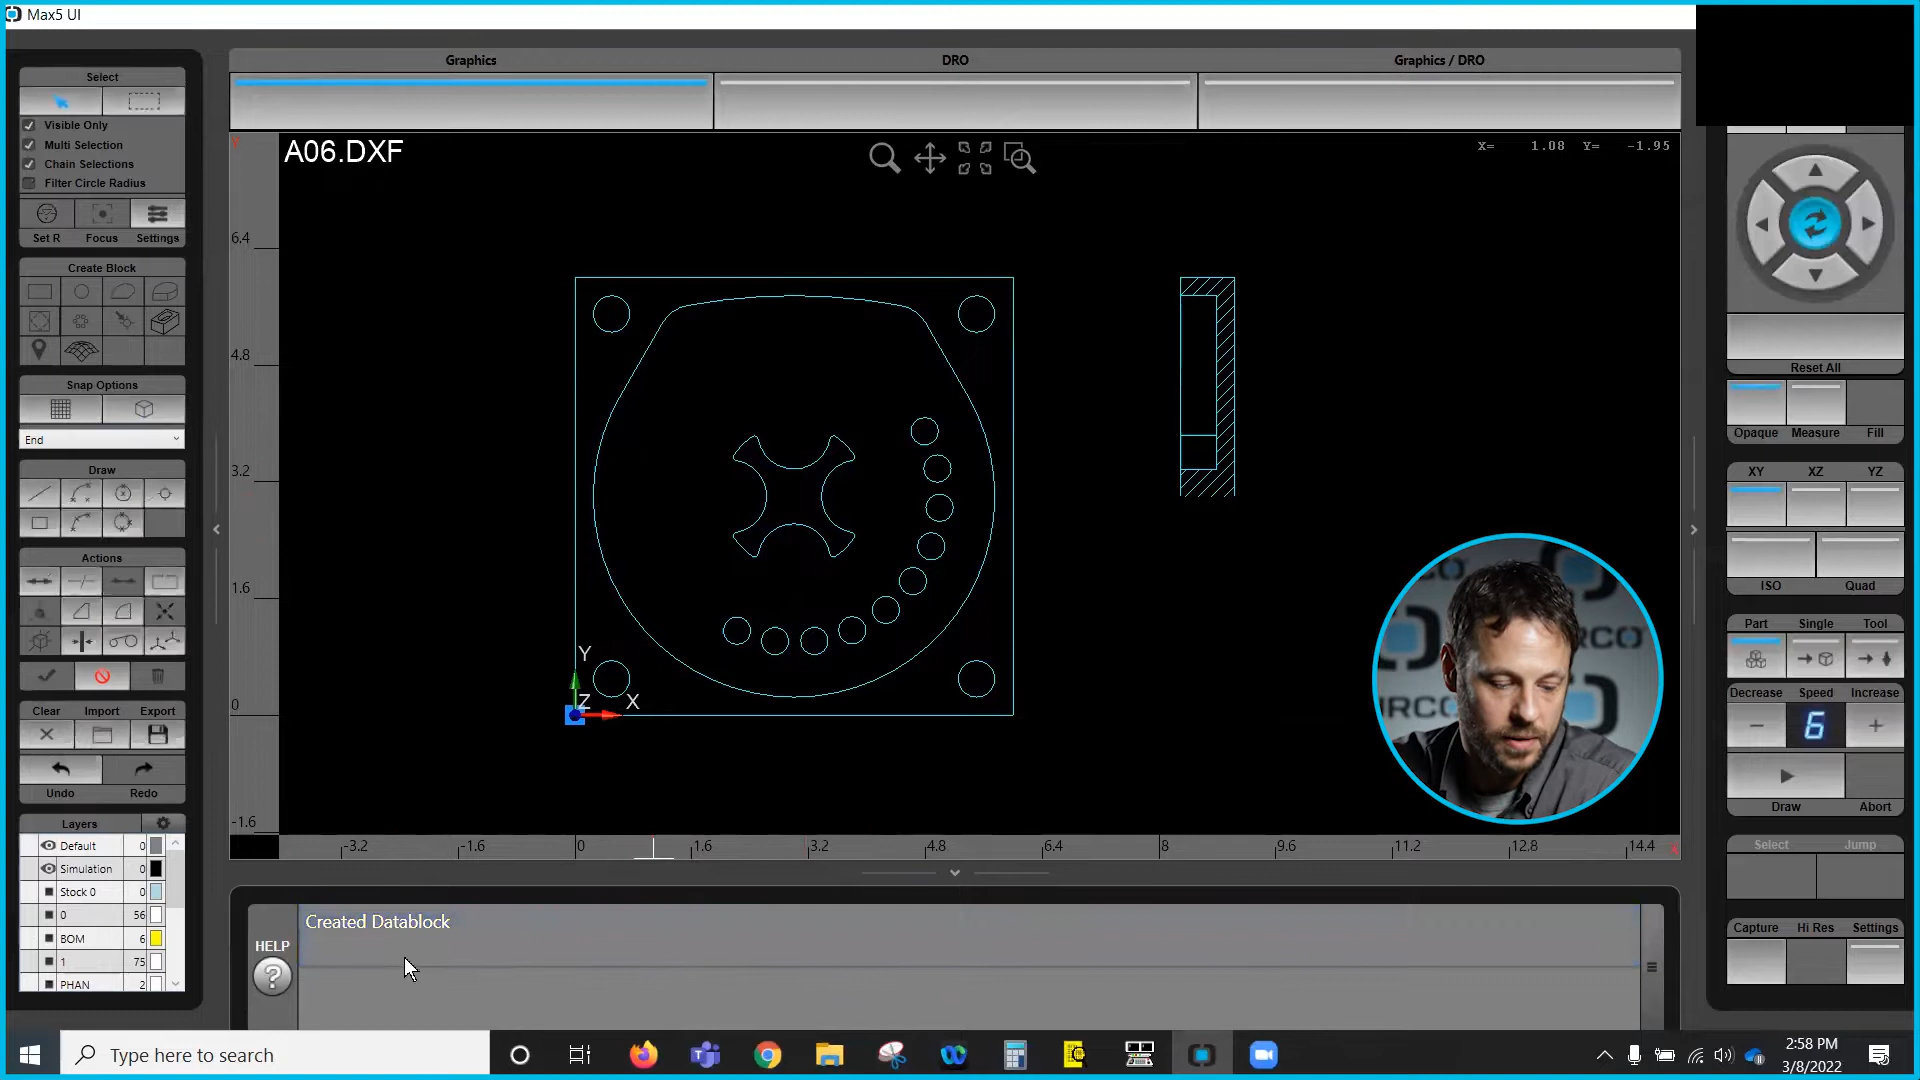 Max5 UI
Graphics
DRO
Graphics / DRO
Select
Visible Only
Multi Selection
Chain Selections
Filter Circle Radius
Set R
Focus
Settings
Create Block
Snap Options
End
Draw
Actions
Clear
Import
Export
Undo
Redo
Layers
Default 0
Simulation 0
Stock 0 0
0 56
BOM 6
1 75
PHAN 2
A06.DXF
X= 1.08 Y= -1.95
Y
6.4
4.8
3.2
1.6
0
-1.6
Y
Z
X
-3.2
-1.6
0
1.6
3.2
4.8
6.4
8
9.6
11.2
12.8
14.4
X
HELP
?
Created Datablock
Reset All
Opaque
Measure
Fill
XY
XZ
YZ
ISO
Quad
Part
Single
Tool
Decrease
Speed
Increase
6
Draw
Abort
Select
Jump
Capture
Hi Res
Settings
Type here to search
2:58 PM
3/8/2022